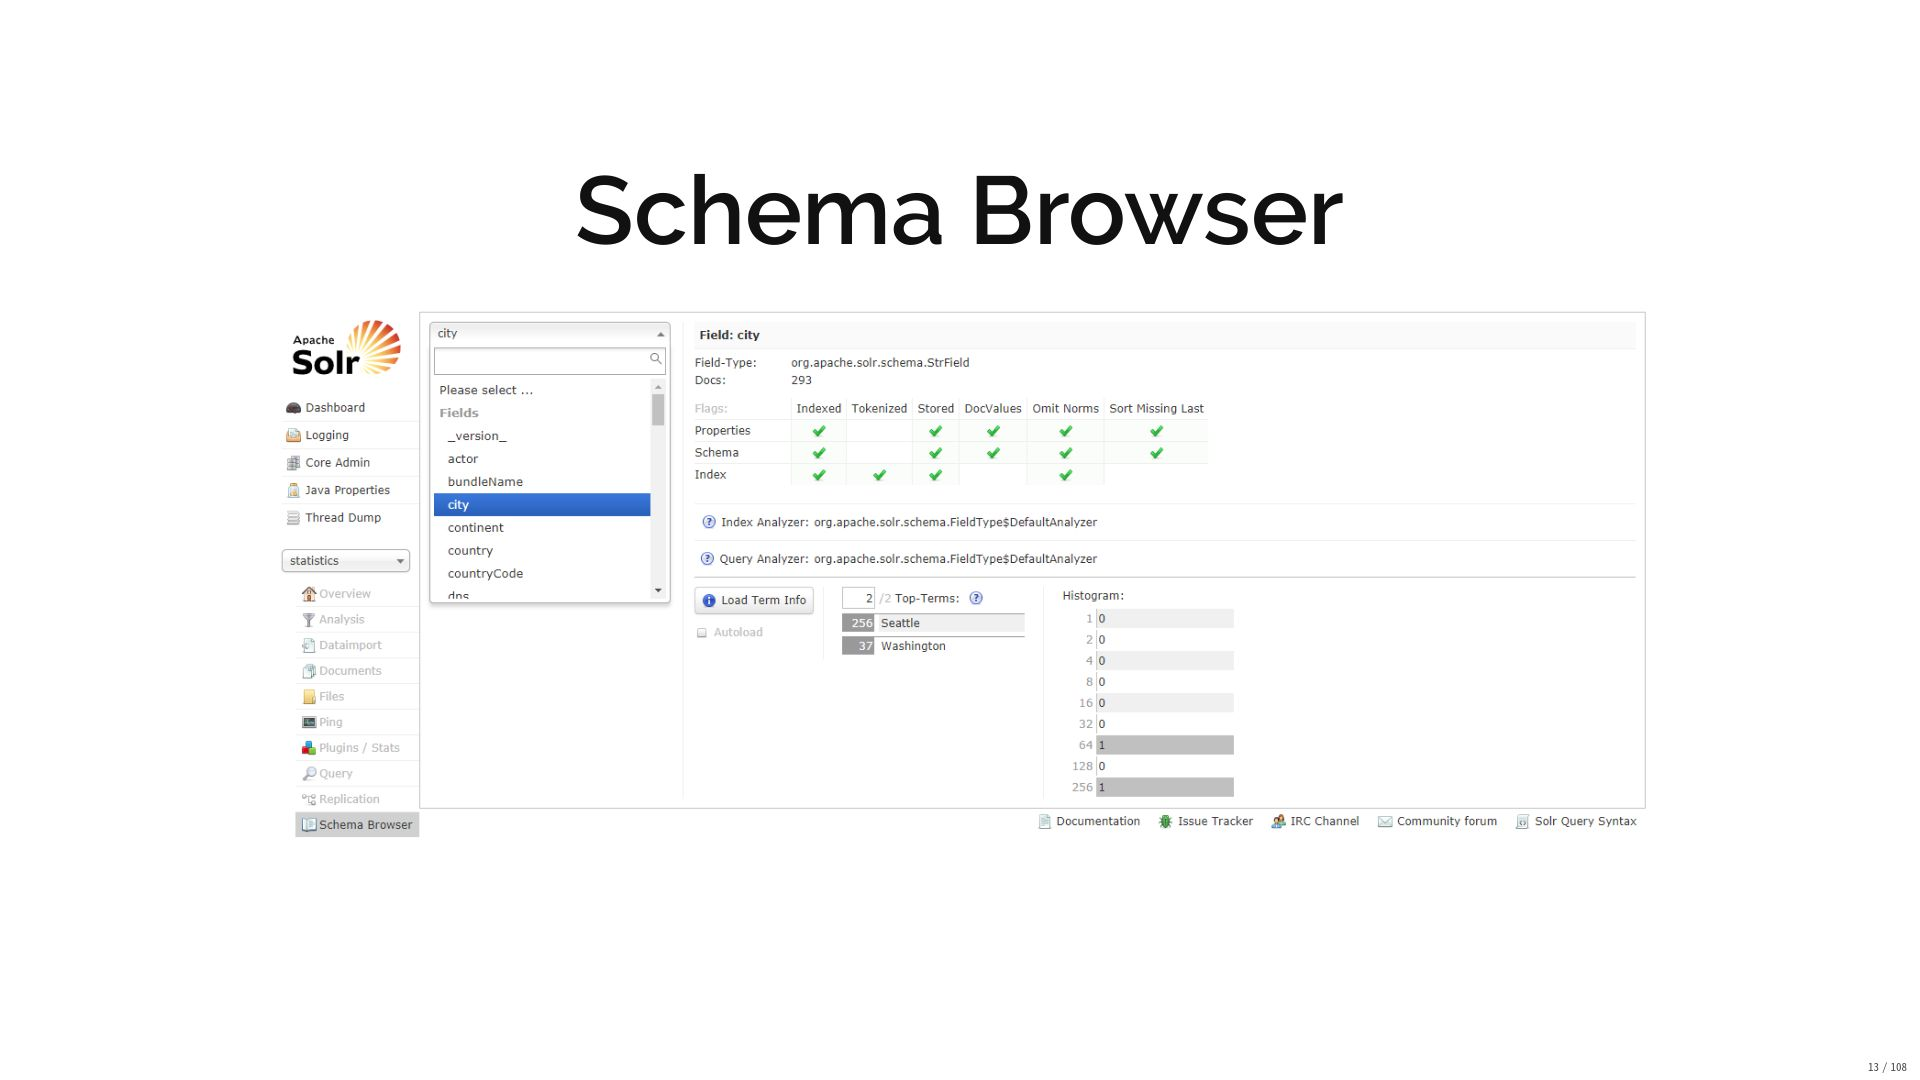 Schema Browser
Apache
Solr
Dashboard
Logging
Core Admin
Java Properties
Thread Dump
statistics
Overview
Analysis
Dataimport
Documents
Files
Ping
Plugins / Stats
Query
Replication
Schema Browser
city
Please select ...
Fields
_version_
actor
bundleName
city
continent
country
countryCode
dns
Field: city
Field-Type: org.apache.solr.schema.StrField
Docs: 293
Flags: Indexed Tokenized Stored DocValues Omit Norms Sort Missing Last
Properties
Schema
Index
Index Analyzer: org.apache.solr.schema.FieldType$DefaultAnalyzer
Query Analyzer: org.apache.solr.schema.FieldType$DefaultAnalyzer
Load Term Info
Autoload
2 /2 Top-Terms:
256 Seattle
37 Washington
Histogram:
1 0
2 0
4 0
8 0
16 0
32 0
64 1
128 0
256 1
Documentation Issue Tracker IRC Channel Community forum Solr Query Syntax
13 / 108